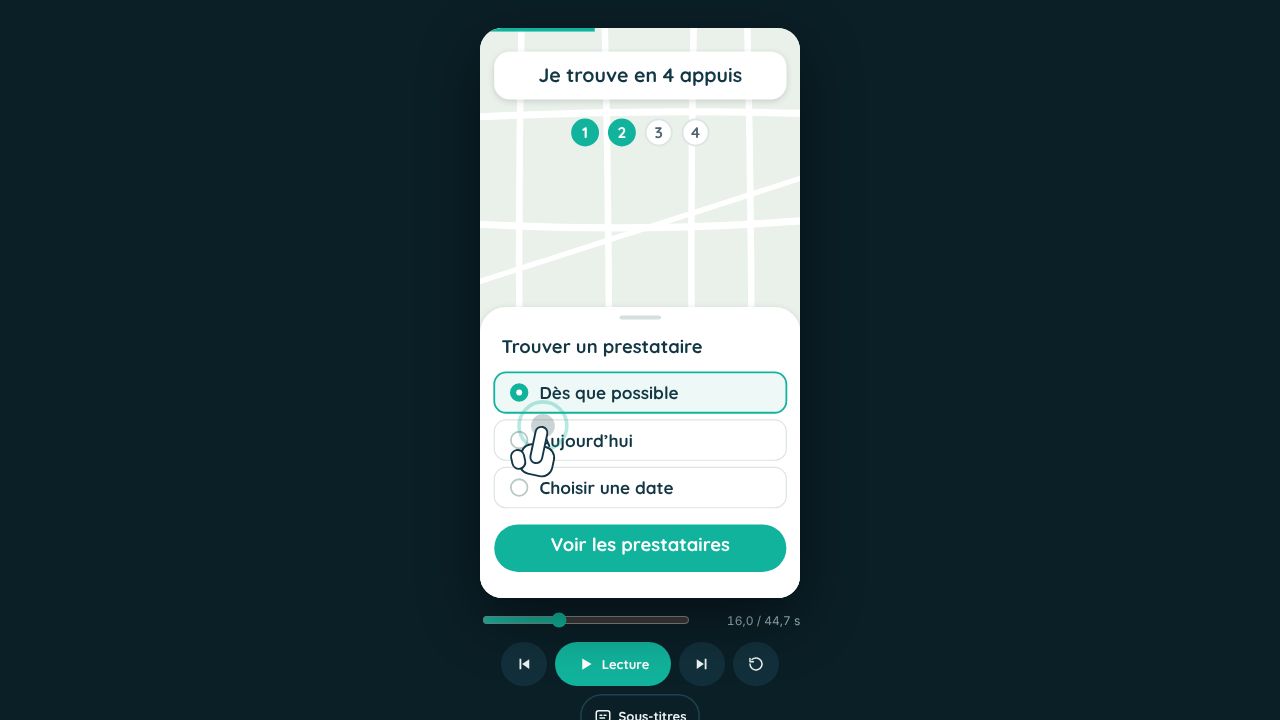 Je trouve en 4 appuis
1 2 3 4
Trouver un prestataire
Dès que possible
Aujourd’hui
Choisir une date
Voir les prestataires
16,0 / 44,7 s
Lecture
Sous-titres